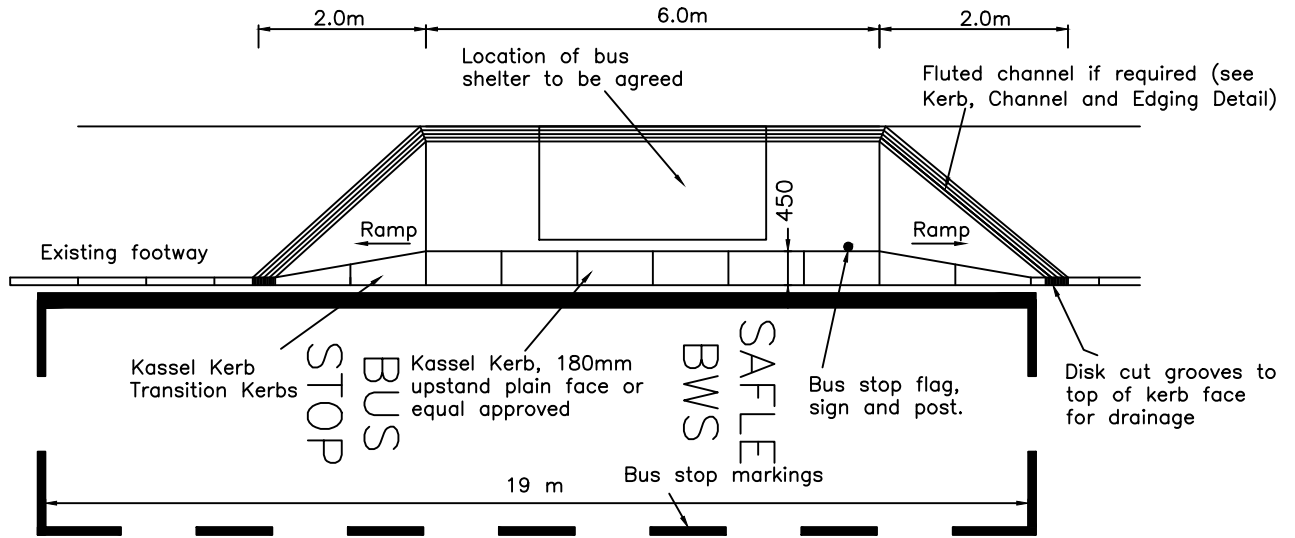 2.0m
6.0m
2.0m
Location of bus
shelter to be agreed
Fluted channel if required (see
Kerb, Channel and Edging Detail)
450
Ramp
Ramp
Existing footway
Kassel Kerb
Transition Kerbs
BUS
STOP
Kassel Kerb, 180mm
upstand plain face or
equal approved
SAFLE
BWS
Bus stop flag,
sign and post.
Disk cut grooves to
top of kerb face
for drainage
Bus stop markings
19 m